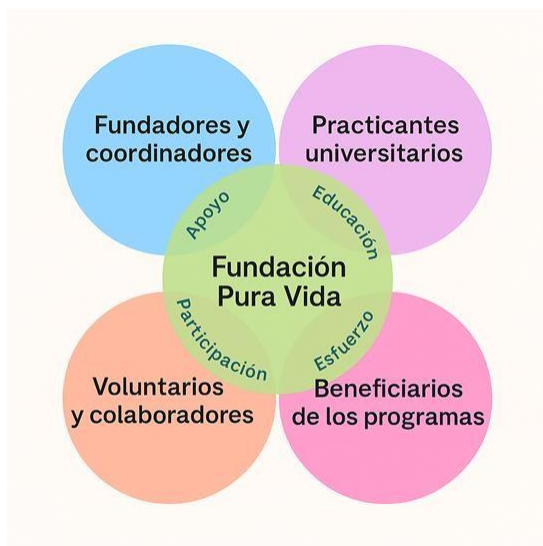 Fundadores y
coordinadores
Practicantes
universitarios
Apoyo
Educación
Fundación
Pura Vida
Participación
Esfuerzo
Voluntarios
y colaboradores
Beneficiarios
de los programas